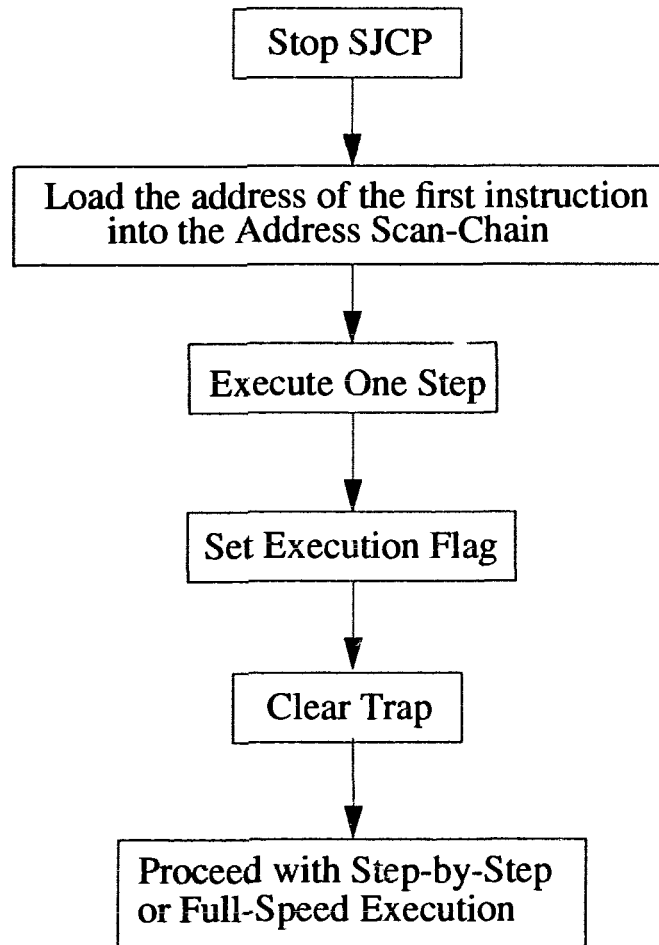 Stop SJCP
Load the address of the first instruction
into the Address Scan-Chain
Execute One Step
Set Execution Flag
Clear Trap
Proceed with Step-by-Step
or Full-Speed Execution